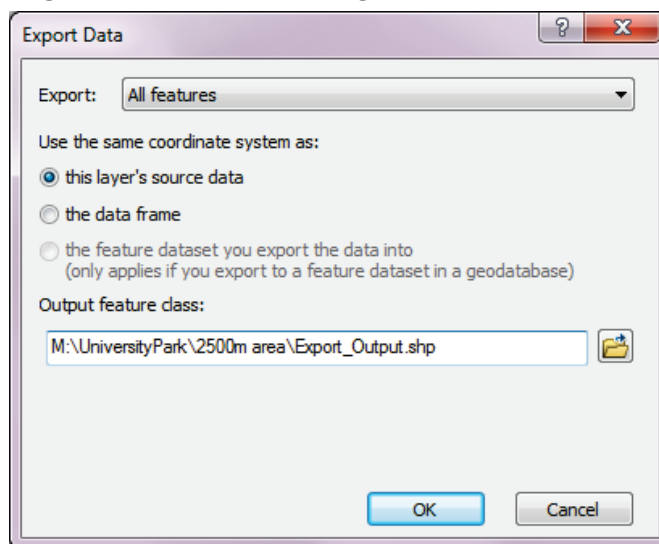 Export Data
Export: All features
Use the same coordinate system as:
this layer's source data
the data frame
the feature dataset you export the data into
(only applies if you export to a feature dataset in a geodatabase)
Output feature class:
M:\UniversityPark\2500m area\Export_Output.shp
OK Cancel